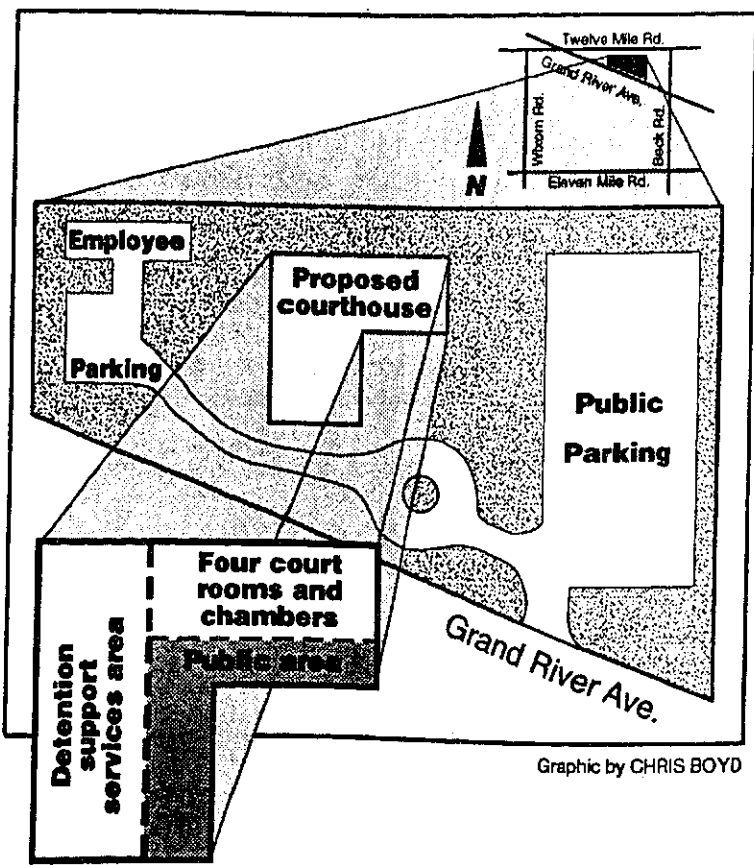 Twelve Mile Rd.
Grand River Ave.
Wixom Rd.
Beck Rd.
Eleven Mile Rd.
N
Employee
Parking
Proposed
courthouse
Public
Parking
Four court
rooms and
chambers
Public area
Detention
support
services area
Grand River Ave.
Graphic by CHRIS BOYD